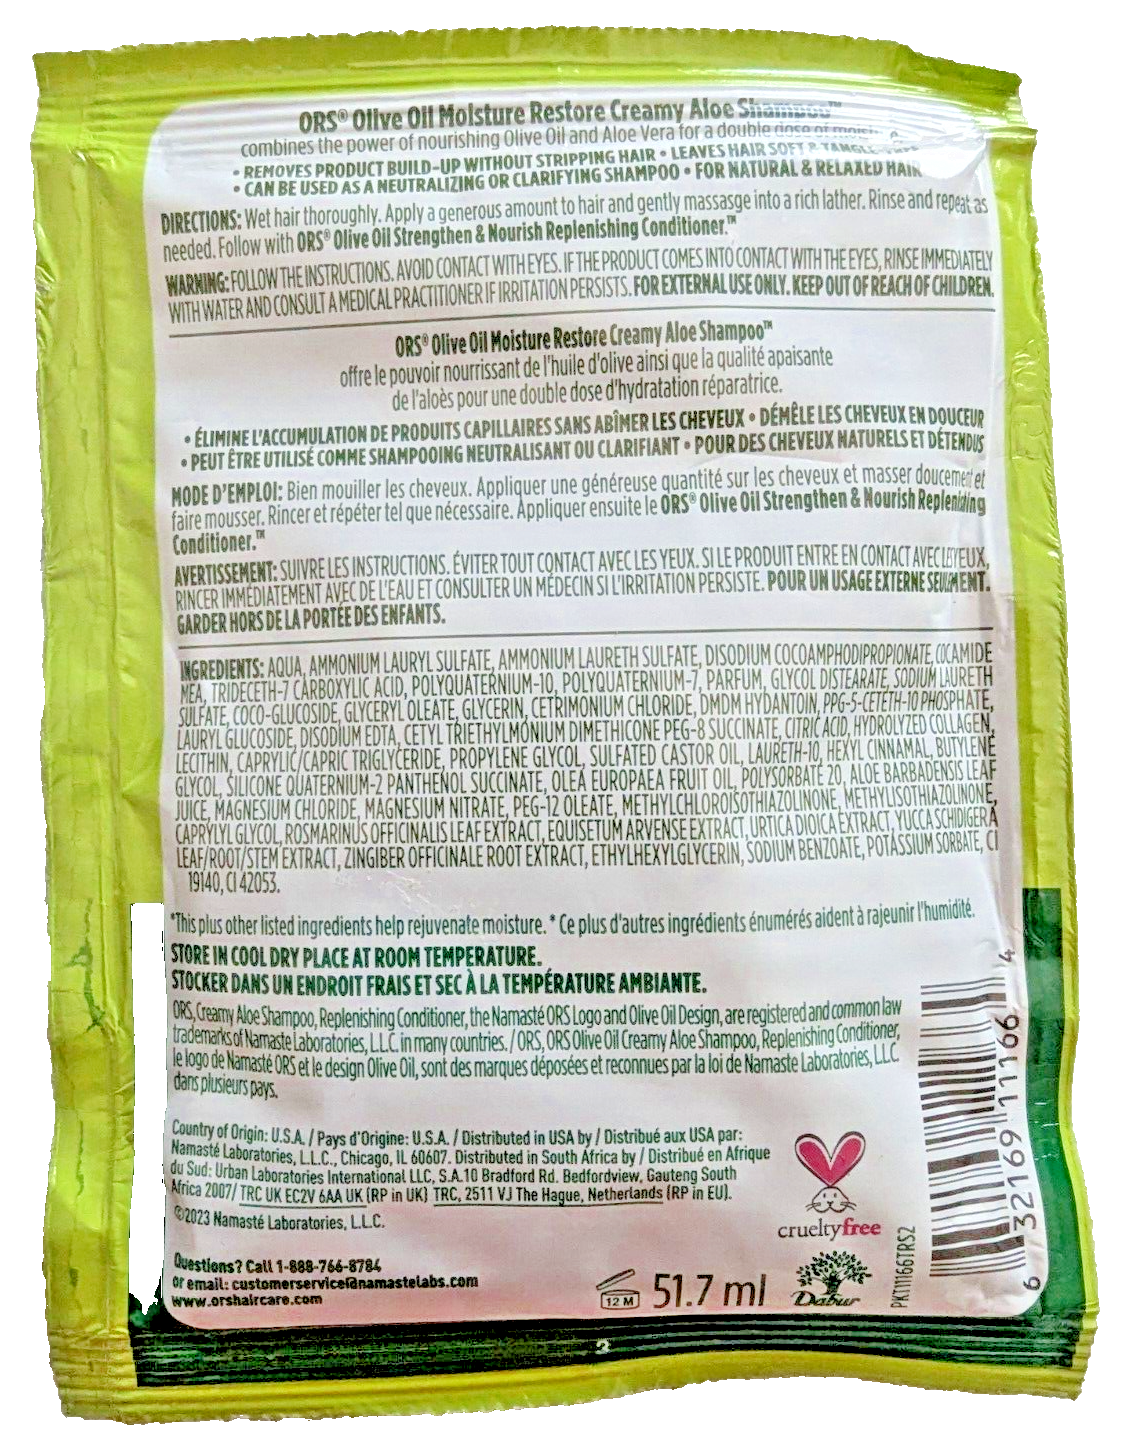 ORS® Olive Oil Moisture Restore Creamy Aloe Shampoo™
combines the power of nourishing Olive Oil and Aloe Vera for a double dose of
• REMOVES PRODUCT BUILD-UP WITHOUT STRIPPING HAIR • LEAVES HAIR SOFT & TANGLE-FREE
• CAN BE USED AS A NEUTRALIZING OR CLARIFYING SHAMPOO • FOR NATURAL & RELAXED HAIR
DIRECTIONS: Wet hair thoroughly. Apply a generous amount to hair and gently massasge into a rich lather. Rinse and repeat as
needed. Follow with ORS® Olive Oil Strengthen & Nourish Replenishing Conditioner.™
WARNING: FOLLOW THE INSTRUCTIONS. AVOID CONTACT WITH EYES. IF THE PRODUCT COMES INTO CONTACT WITH THE EYES, RINSE IMMEDIATELY
WITH WATER AND CONSULT A MEDICAL PRACTITIONER IF IRRITATION PERSISTS. FOR EXTERNAL USE ONLY. KEEP OUT OF REACH OF CHILDREN.
ORS® Olive Oil Moisture Restore Creamy Aloe Shampoo™
offre le pouvoir nourrissant de l'huile d'olive ainsi que la qualité apaisante
de l'aloès pour une double dose d'hydratation réparatrice.
• ÉLIMINE L'ACCUMULATION DE PRODUITS CAPILLAIRES SANS ABÎMER LES CHEVEUX • DÉMÊLE LES CHEVEUX EN DOUCEUR
• PEUT ÊTRE UTILISÉ COMME SHAMPOOING NEUTRALISANT OU CLARIFIANT • POUR DES CHEVEUX NATURELS ET DÉTENDUS
MODE D'EMPLOI: Bien mouiller les cheveux. Appliquer une généreuse quantité sur les cheveux et masser doucement et
faire mousser. Rincer et répéter tel que nécessaire. Appliquer ensuite le ORS® Olive Oil Strengthen & Nourish Replenishing
Conditioner.™
AVERTISSEMENT: SUIVRE LES INSTRUCTIONS. ÉVITER TOUT CONTACT AVEC LES YEUX. SI LE PRODUIT ENTRE EN CONTACT AVEC LES YEUX,
RINCER IMMÉDIATEMENT AVEC DE L'EAU ET CONSULTER UN MÉDECIN SI L'IRRITATION PERSISTE. POUR UN USAGE EXTERNE SEULMENT.
GARDER HORS DE LA PORTÉE DES ENFANTS.
INGREDIENTS: AQUA, AMMONIUM LAURYL SULFATE, AMMONIUM LAURETH SULFATE, DISODIUM COCOAMPHODIPROPIONATE, COCAMIDE
MEA, TRIDECETH-7 CARBOXYLIC ACID, POLYQUATERNIUM-10, POLYQUATERNIUM-7, PARFUM, GLYCOL DISTEARATE, SODIUM LAURETH
SULFATE, COCO-GLUCOSIDE, GLYCERYL OLEATE, GLYCERIN, CETRIMONIUM CHLORIDE, DMDM HYDANTOIN, PPG-5-CETETH-10 PHOSPHATE,
LAURYL GLUCOSIDE, DISODIUM EDTA, CETYL TRIETHYLMONIUM DIMETHICONE PEG-8 SUCCINATE, CITRIC ACID, HYDROLYZED COLLAGEN,
LECITHIN, CAPRYLIC/CAPRIC TRIGLYCERIDE, PROPYLENE GLYCOL, SULFATED CASTOR OIL, LAURETH-10, HEXYL CINNAMAL, BUTYLENE
GLYCOL, SILICONE QUATERNIUM-2 PANTHENOL SUCCINATE, OLEA EUROPAEA FRUIT OIL, POLYSORBATE 20, ALOE BARBADENSIS LEAF
JUICE, MAGNESIUM CHLORIDE, MAGNESIUM NITRATE, PEG-12 OLEATE, METHYLCHLOROISOTHIAZOLINONE, METHYLISOTHIAZOLINONE,
CAPRYLYL GLYCOL, ROSMARINUS OFFICINALIS LEAF EXTRACT, EQUISETUM ARVENSE EXTRACT, URTICA DIOICA EXTRACT, YUCCA SCHIDIGERA
LEAF/ROOT/STEM EXTRACT, ZINGIBER OFFICINALE ROOT EXTRACT, ETHYLHEXYLGLYCERIN, SODIUM BENZOATE, POTASSIUM SORBATE, CI
19140, CI 42053.
*This plus other listed ingredients help rejuvenate moisture. * Ce plus d'autres ingrédients énumérés aident à rajeunir l'humidité.
STORE IN COOL DRY PLACE AT ROOM TEMPERATURE.
STOCKER DANS UN ENDROIT FRAIS ET SEC À LA TEMPÉRATURE AMBIANTE.
ORS, Creamy Aloe Shampoo, Replenishing Conditioner, the Namasté ORS Logo and Olive Oil Design, are registered and common law
trademarks of Namaste Laboratories, L.L.C. in many countries. / ORS, ORS Olive Oil Creamy Aloe Shampoo, Replenishing Conditioner,
le logo de Namasté ORS et le design Olive Oil, sont des marques déposées et reconnues par la loi de Namaste Laboratories, L.L.C.
dans plusieurs pays.
Country of Origin: U.S.A. / Pays d'Origine: U.S.A. / Distributed in USA by / Distribué aux USA par:
Namasté Laboratories, L.L.C., Chicago, IL 60607. Distributed in South Africa by / Distribué en Afrique
du Sud: Urban Laboratories International LLC, S.A.10 Bradford Rd. Bedfordview, Gauteng South
Africa 2007/ TRC UK EC2V 6AA UK (RP in UK) TRC, 2511 VJ The Hague, Netherlands (RP in EU).
©2023 Namasté Laboratories, L.L.C.
Questions? Call 1-888-766-8784
or email: customerservice@namastelabs.com
www.orshaircare.com
12 M
51.7 ml
crueltyfree
Dabur
PKT11166TRS2
6 32169 11166 4
2